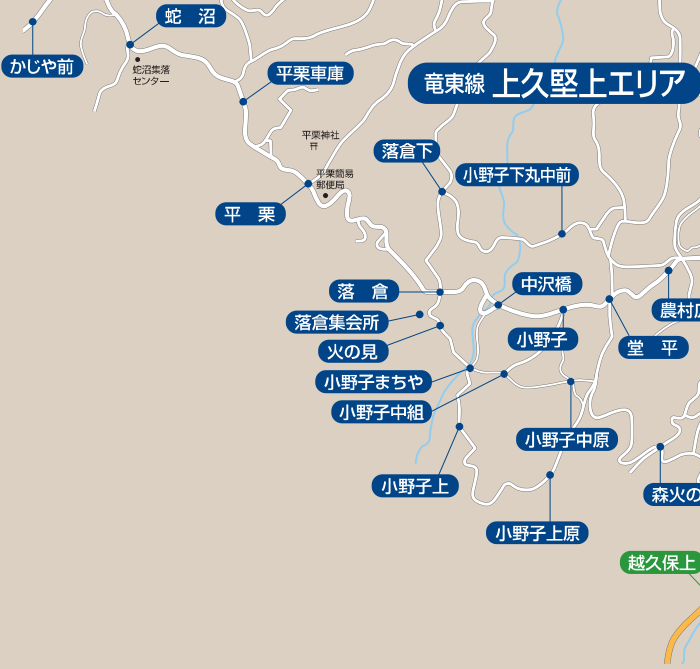 蛇　沼
かじや前
蛇沼集落
センター
平栗車庫
竜東線 上久堅上エリア
平栗神社
落倉下
平栗簡易
郵便局
小野子下丸中前
平　栗
中沢橋
落　倉
農村広
落倉集会所
小野子
堂　平
火の見
小野子まちや
小野子中組
小野子中原
小野子上
森火の
小野子上原
越久保上